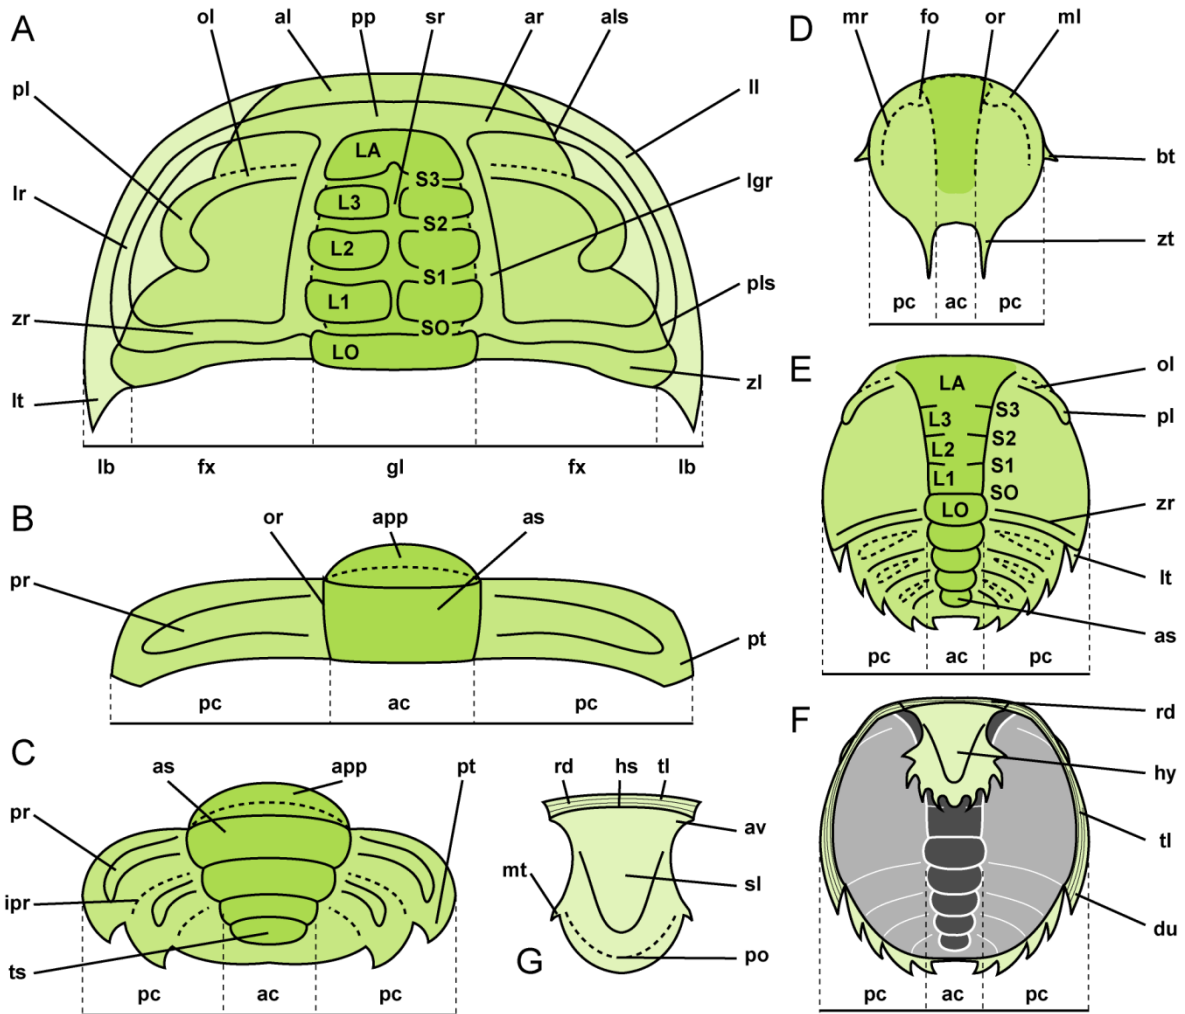 A
ol al pp sr ar als
pl
ll
LA
S3
lgr
L3
S2
lr
L2
S1
pls
L1
zr
SO
LO
zl
lt
lb fx gl fx lb
B
or app as
pr
pt
pc ac pc
C
as app pt
pr
ipr
ts
pc ac pc
D
mr fo or ml
bt
zt
pc ac pc
E
LA
ol
S3
pl
L3
S2
L2
S1
L1
SO
zr
LO
lt
as
pc ac pc
F
rd
hy
tl
du
pc ac pc
rd hs tl
av
mt
sl
G
po